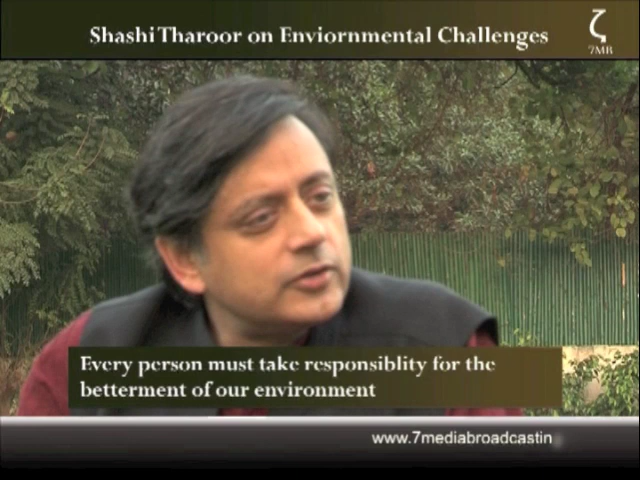 Shashi Tharoor on Enviornmental Challenges
7MB
Every person must take responsiblity for the
betterment of our environment
www.7mediabroadcastin